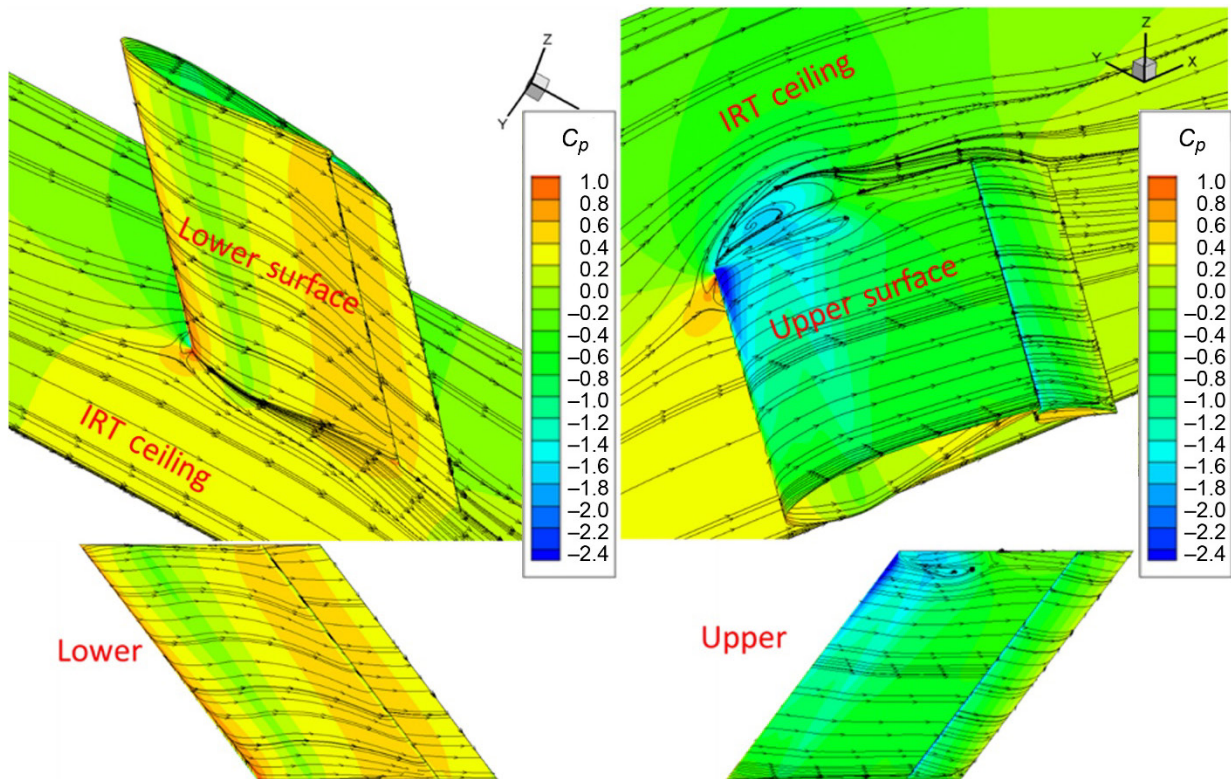 Z
Y
Lower surface
IRT ceiling
Cp
1.0
0.8
0.6
0.4
0.2
0.0
–0.2
–0.4
–0.6
–0.8
–1.0
–1.2
–1.4
–1.6
–1.8
–2.0
–2.2
–2.4
Z
Y
X
IRT ceiling
Upper surface
Cp
1.0
0.8
0.6
0.4
0.2
0.0
–0.2
–0.4
–0.6
–0.8
–1.0
–1.2
–1.4
–1.6
–1.8
–2.0
–2.2
–2.4
Lower
Upper